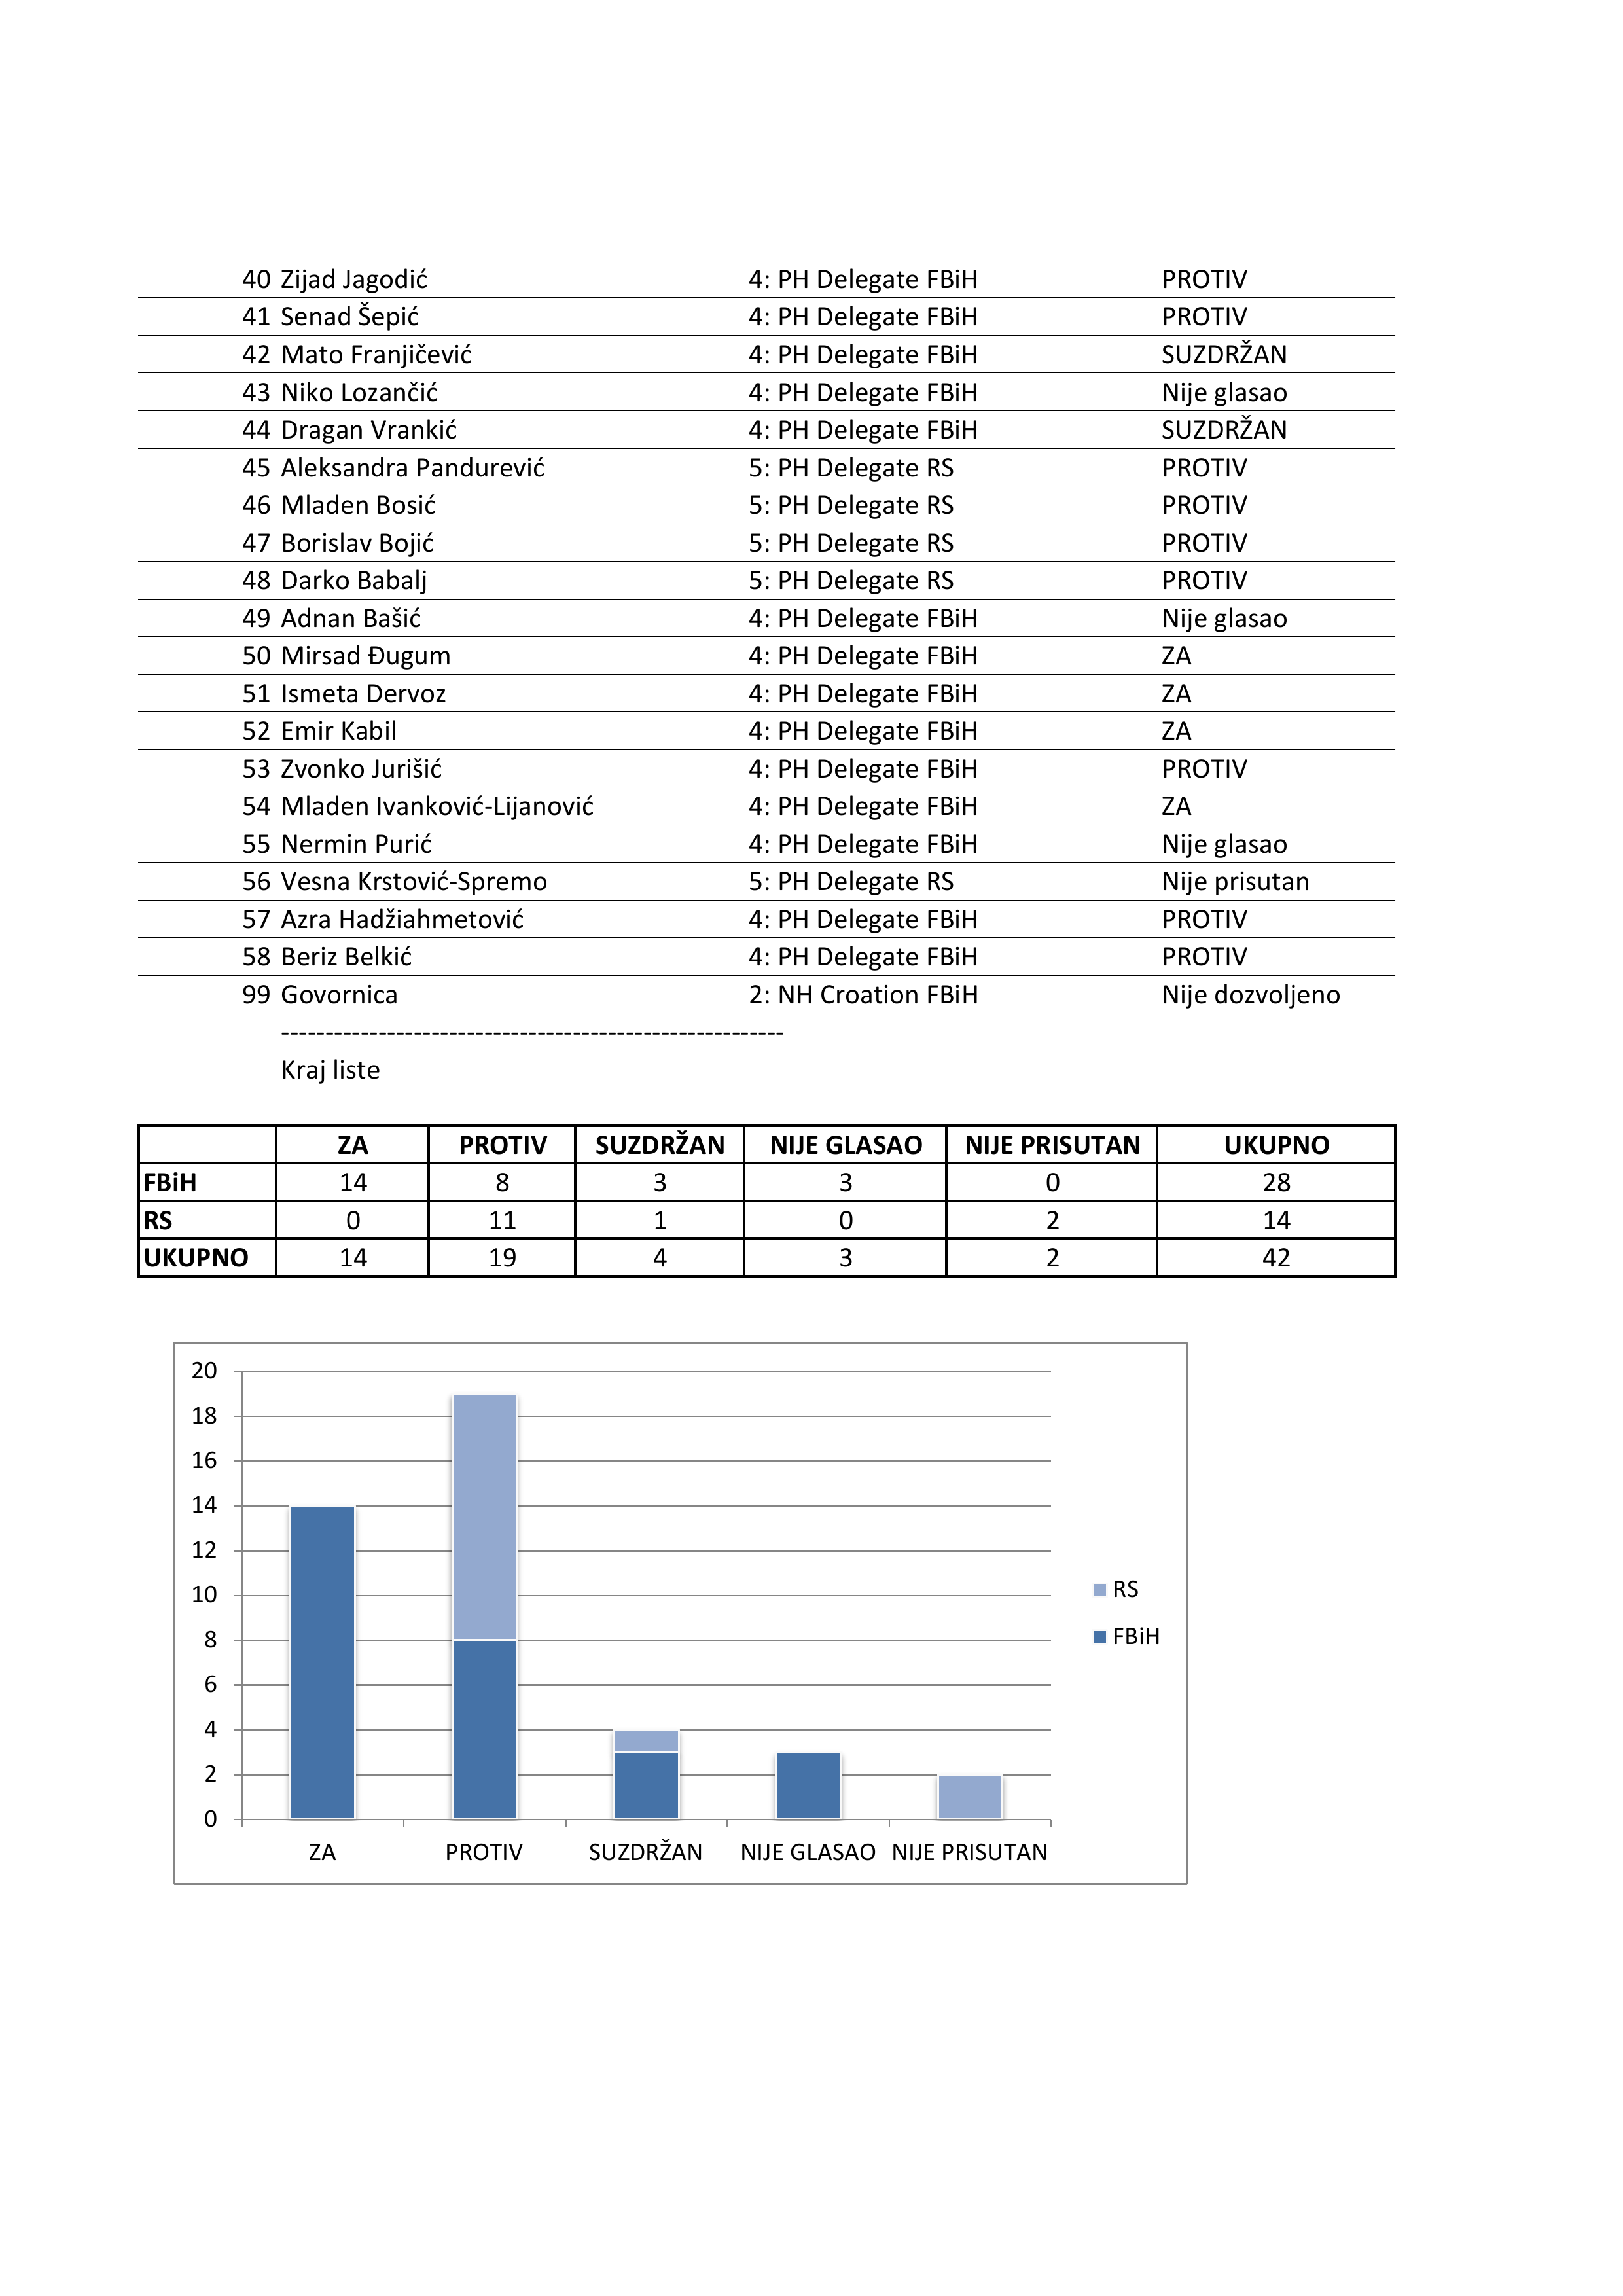 40 Zijad Jagodić 4: PH Delegate FBiH PROTIV
41 Senad Šepić 4: PH Delegate FBiH PROTIV
42 Mato Franjičević 4: PH Delegate FBiH SUZDRŽAN
43 Niko Lozančić 4: PH Delegate FBiH Nije glasao
44 Dragan Vrankić 4: PH Delegate FBiH SUZDRŽAN
45 Aleksandra Pandurević 5: PH Delegate RS PROTIV
46 Mladen Bosić 5: PH Delegate RS PROTIV
47 Borislav Bojić 5: PH Delegate RS PROTIV
48 Darko Babalj 5: PH Delegate RS PROTIV
49 Adnan Bašić 4: PH Delegate FBiH Nije glasao
50 Mirsad Đugum 4: PH Delegate FBiH ZA
51 Ismeta Dervoz 4: PH Delegate FBiH ZA
52 Emir Kabil 4: PH Delegate FBiH ZA
53 Zvonko Jurišić 4: PH Delegate FBiH PROTIV
54 Mladen Ivanković-Lijanović 4: PH Delegate FBiH ZA
55 Nermin Purić 4: PH Delegate FBiH Nije glasao
56 Vesna Krstović-Spremo 5: PH Delegate RS Nije prisutan
57 Azra Hadžiahmetović 4: PH Delegate FBiH PROTIV
58 Beriz Belkić 4: PH Delegate FBiH PROTIV
99 Govornica 2: NH Croation FBiH Nije dozvoljeno
---------------------------------------------------------
Kraj liste
ZA PROTIV SUZDRŽAN NIJE GLASAO NIJE PRISUTAN UKUPNO
FBiH 14 8 3 3 0 28
RS 0 11 1 0 2 14
UKUPNO 14 19 4 3 2 42
20
18
16
14
12
10
8
6
4
2
0
ZA PROTIV SUZDRŽAN NIJE GLASAO NIJE PRISUTAN
RS
FBiH